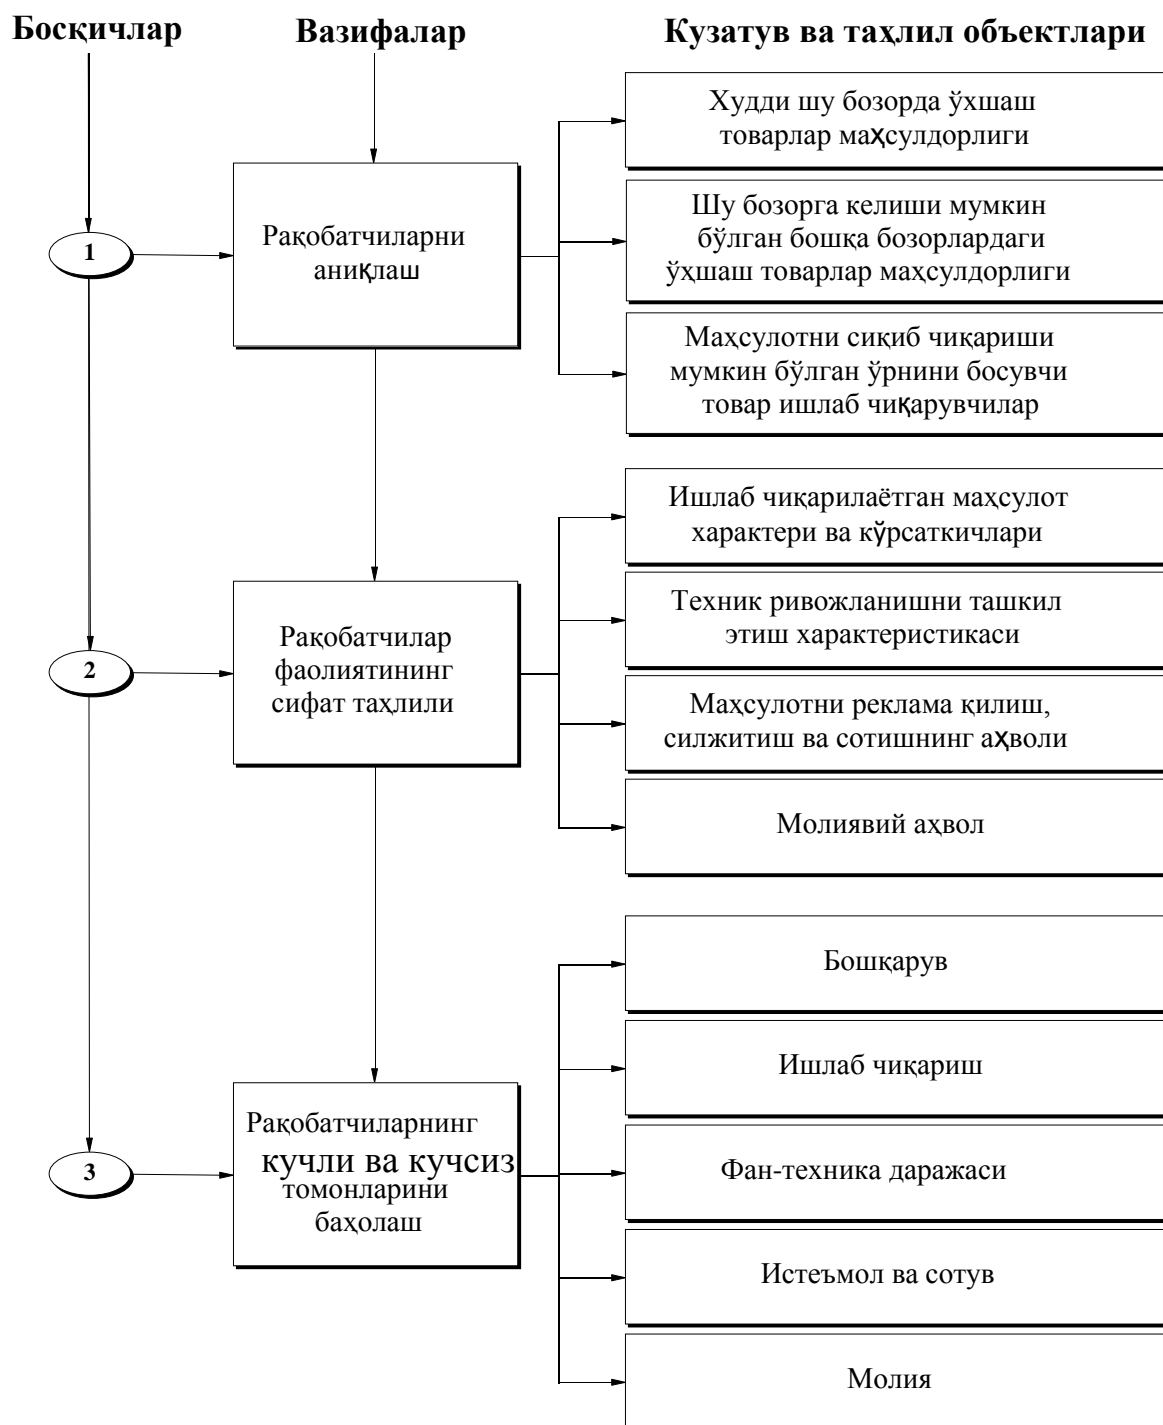 Босқичлар
Вазифалар
Кузатув ва таҳлил объектлари
1
Рақобатчиларни
аниқлаш
Худди шу бозорда ўхшаш
товарлар маҳсулдорлиги
Шу бозорга келиши мумкин
бўлган бошқа бозорлардаги
ўҳшаш товарлар маҳсулдорлиги
Маҳсулотни сиқиб чиқариши
мумкин бўлган ўрнини босувчи
товар ишлаб чиқарувчилар
2
Рақобатчилар
фаолиятининг
сифат таҳлили
Ишлаб чиқарилаётган маҳсулот
характери ва кўрсаткичлари
Техник ривожланишни ташкил
этиш характеристикаси
Маҳсулотни реклама қилиш,
силжитиш ва сотишнинг аҳволи
Молиявий аҳвол
3
Рақобатчиларнинг
кучли ва кучсиз
томонларини
баҳолаш
Бошқарув
Ишлаб чиқариш
Фан-техника даражаси
Истеъмол ва сотув
Молия